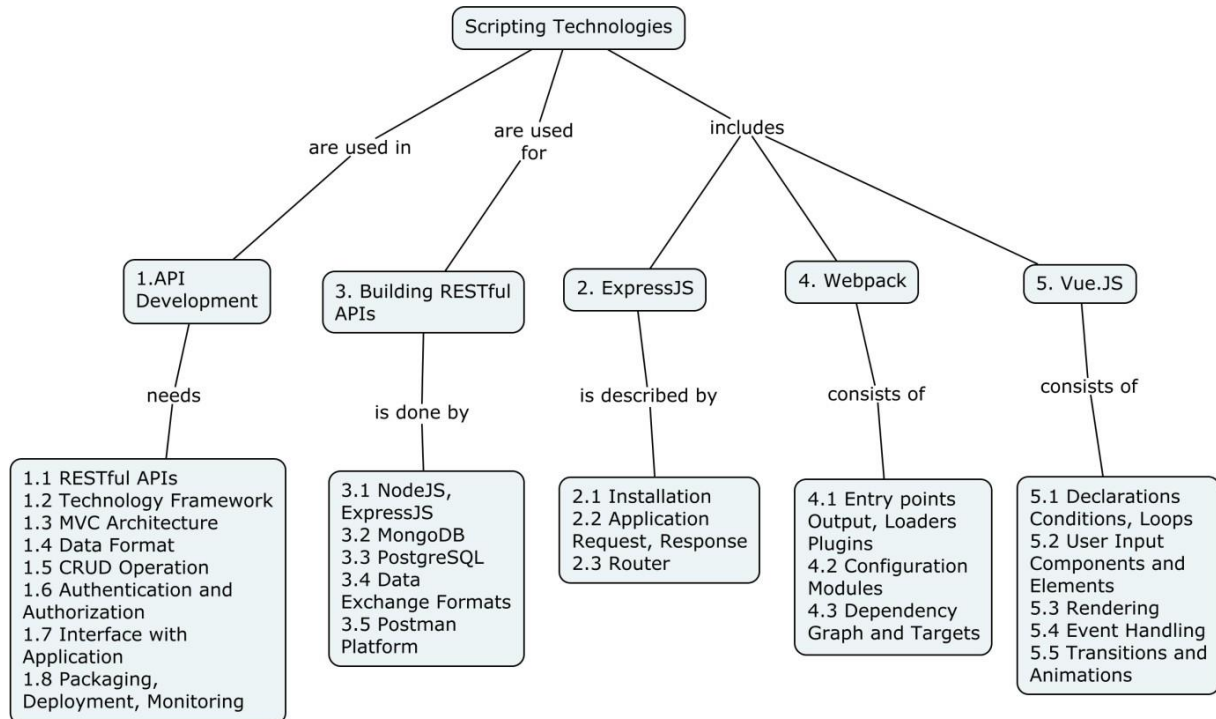 Scripting Technologies
are used in
are used
for
includes
1.API
Development
3. Building RESTful
APIs
2. ExpressJS
4. Webpack
5. Vue.JS
needs
is done by
is described by
consists of
consists of
1.1 RESTful APIs
1.2 Technology Framework
1.3 MVC Architecture
1.4 Data Format
1.5 CRUD Operation
1.6 Authentication and
Authorization
1.7 Interface with
Application
1.8 Packaging,
Deployment, Monitoring
3.1 NodeJS,
ExpressJS
3.2 MongoDB
3.3 PostgreSQL
3.4 Data
Exchange Formats
3.5 Postman
Platform
2.1 Installation
2.2 Application
Request, Response
2.3 Router
4.1 Entry points
Output, Loaders
Plugins
4.2 Configuration
Modules
4.3 Dependency
Graph and Targets
5.1 Declarations
Conditions, Loops
5.2 User Input
Components and
Elements
5.3 Rendering
5.4 Event Handling
5.5 Transitions and
Animations